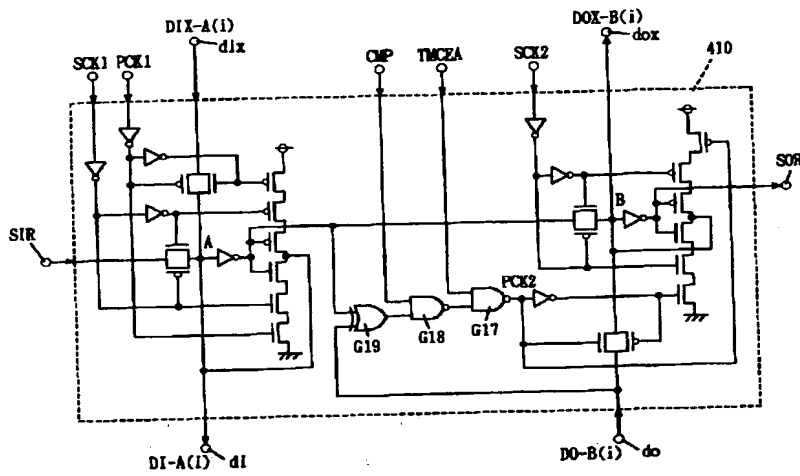 DIX-A(i)
dix
DOX-B(i)
dox
SCK1
PCK1
CMP
TMCEA
SCK2
410
SOR
SIR
A
B
PCK2
G19
G18
G17
DI-A(i)
di
DO-B(i)
do